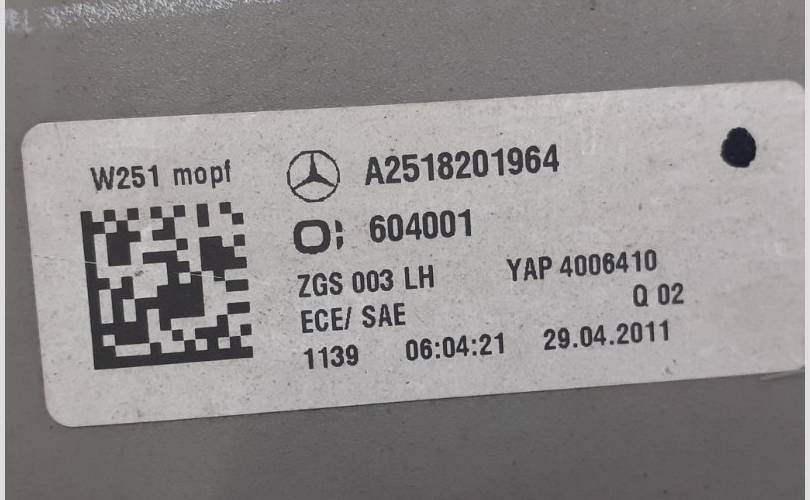 W251 mopf
A2518201964
604001
ZGS 003 LH YAP 4006410
ECE/ SAE Q 02
1139 06:04:21 29.04.2011